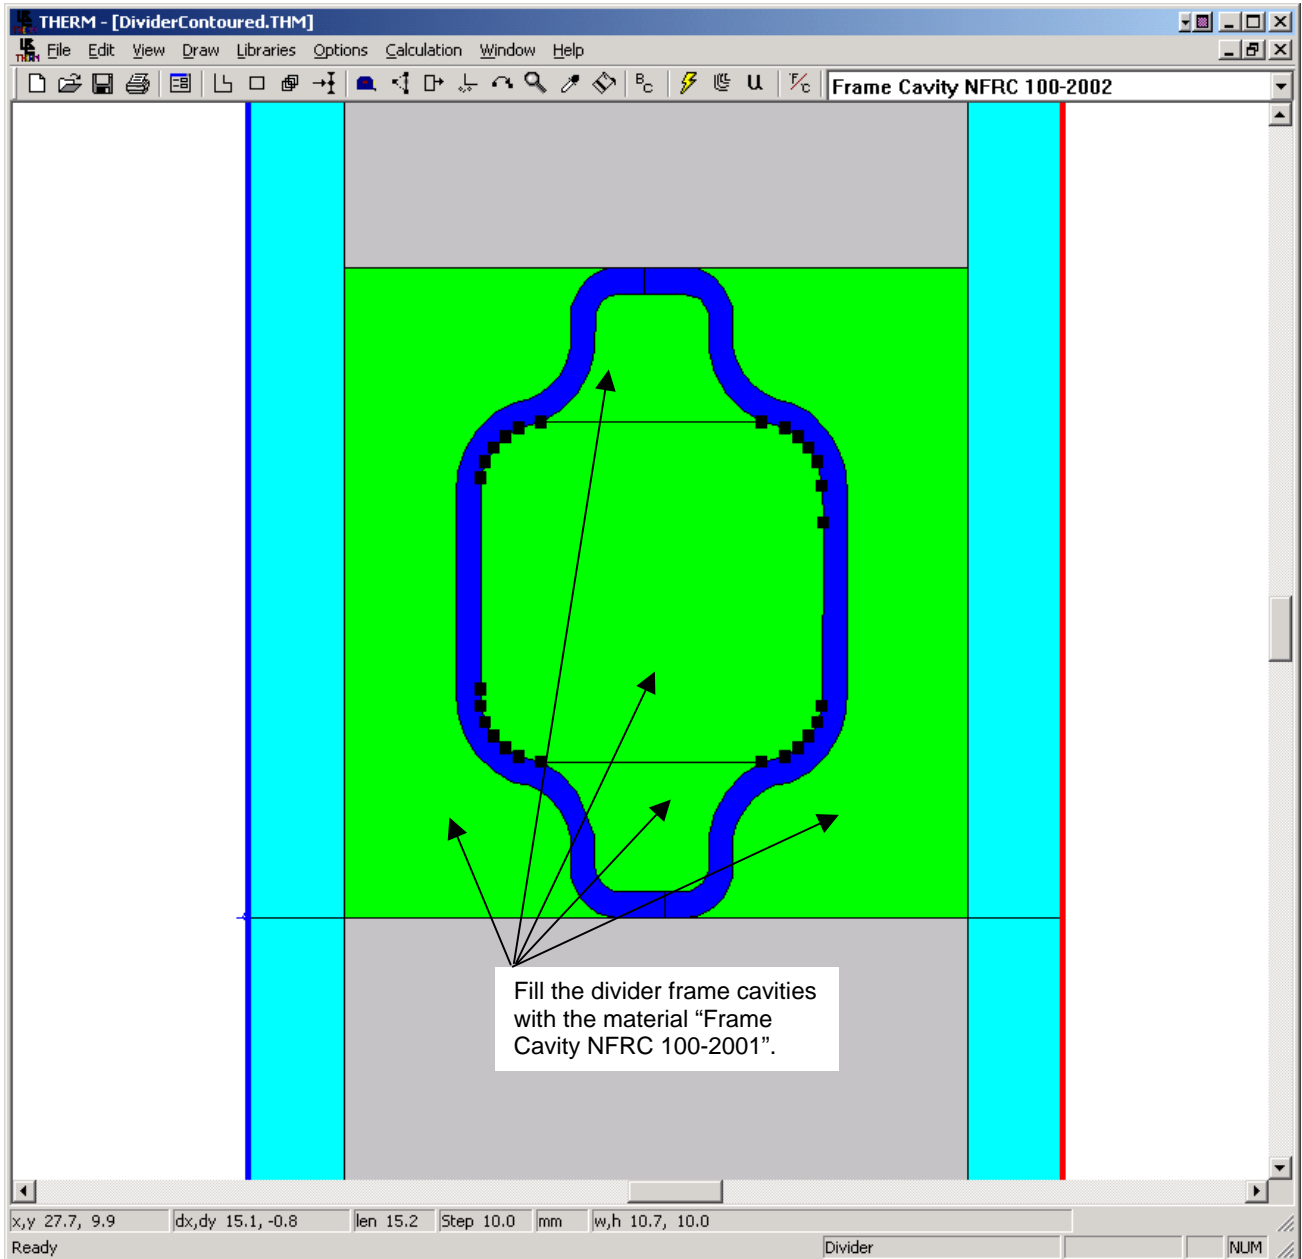 THERM - [DividerContoured.THM]
File Edit View Draw Libraries Options Calculation Window Help
BC U F/C Frame Cavity NFRC 100-2002
Fill the divider frame cavities
with the material “Frame
Cavity NFRC 100-2001”.
x,y 27.7, 9.9 dx,dy 15.1, -0.8 len 15.2 Step 10.0 mm w,h 10.7, 10.0
Ready Divider NUM